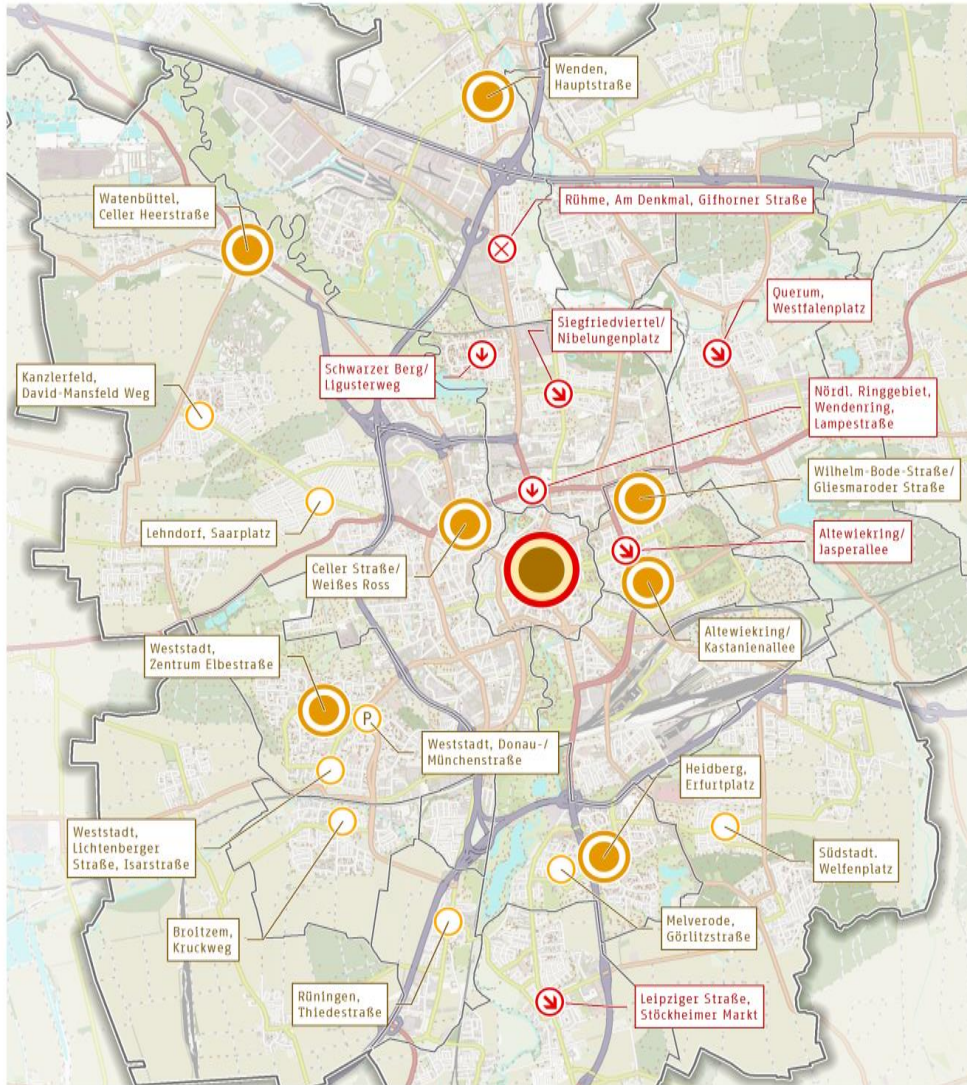 Wenden,
Hauptstraße
Watenbüttel,
Celler Heerstraße
Rühme, Am Denkmal, Gifhorner Straße
Querum,
Westfalenplatz
Siegfriedviertel/
Nibelungenplatz
Schwarzer Berg/
Ligusterweg
Kanzlerfeld,
David-Mansfeld Weg
Nördl. Ringgebiet,
Wendenring,
Lampestraße
Wilhelm-Bode-Straße/
Gliesmaroder Straße
Lehndorf, Saarplatz
Altewiekring/
Jasperallee
Celler Straße/
Weißes Ross
Altewiekring/
Kastanienallee
Weststadt,
Zentrum Elbestraße
P
Weststadt, Donau-/
Münchenstraße
Heidberg,
Erfurtplatz
Weststadt,
Lichtenberger
Straße, Isarstraße
Südstadt.
Welfenplatz
Broitzem,
Kruckweg
Melverode,
Görlitzstraße
Rüningen,
Thiedestraße
Leipziger Straße,
Stöckheimer Markt